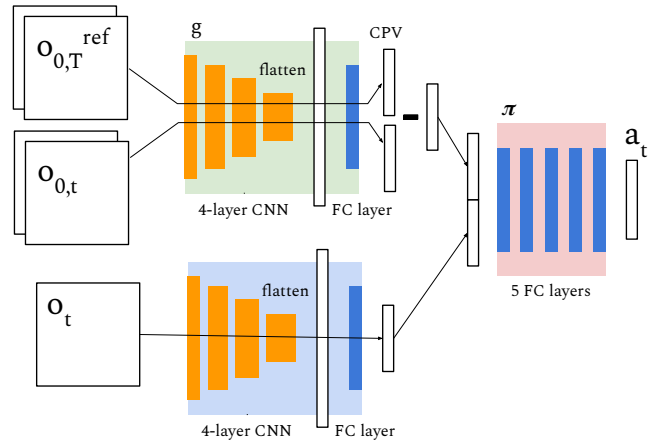 o0,T ref
g
CPV
flatten
-
π
at
o0,t
4-layer CNN
FC layer
ot
flatten
5 FC layers
4-layer CNN
FC layer